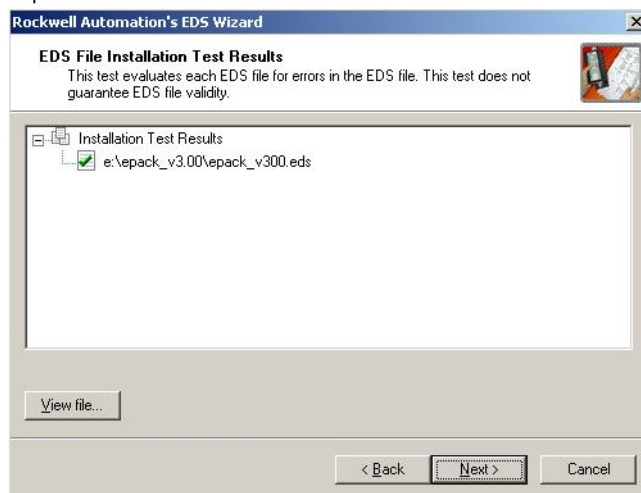 Rockwell Automation's EDS Wizard
EDS File Installation Test Results
This test evaluates each EDS file for errors in the EDS file. This test does not
guarantee EDS file validity.
Installation Test Results
e:\epack_v3.00\epack_v300.eds
View file...
< Back
Next >
Cancel